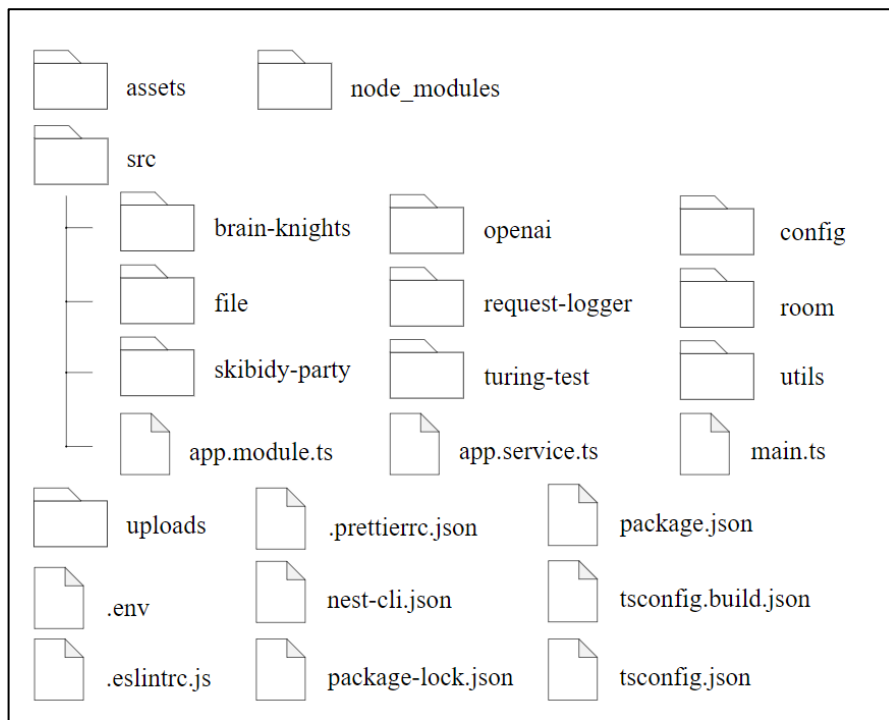 assets node_modules
src
brain-knights openai config
file request-logger room
skibidy-party turing-test utils
app.module.ts app.service.ts main.ts
uploads .prettierrc.json package.json
.env nest-cli.json tsconfig.build.json
.eslintrc.js package-lock.json tsconfig.json